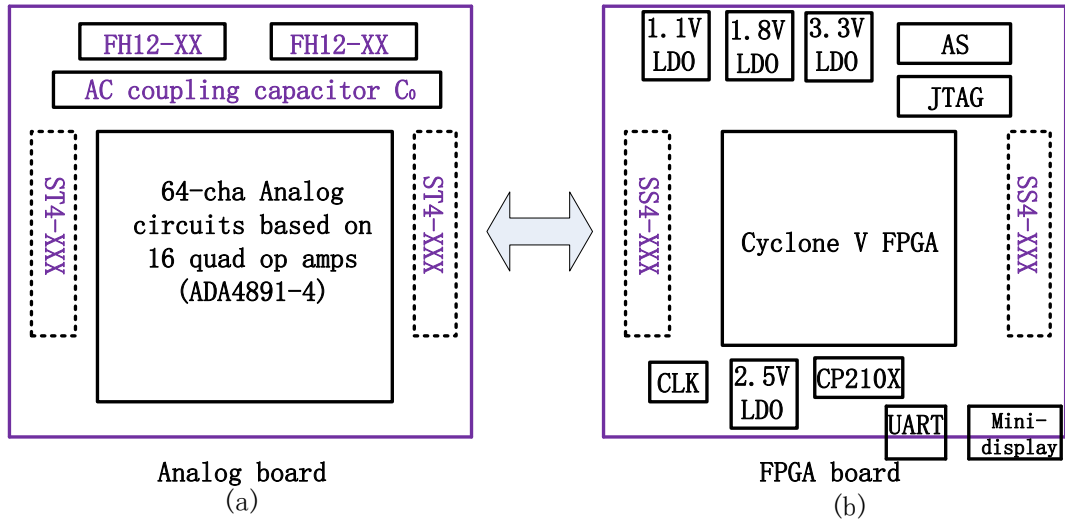 FH12-XX
FH12-XX
AC coupling capacitor C₀
ST4-XXX
64-cha Analog
circuits based on
16 quad op amps
(ADA4891-4)
ST4-XXX
Analog board
(a)
1.1V
LDO
1.8V
LDO
3.3V
LDO
AS
JTAG
SS4-XXX
Cyclone V FPGA
SS4-XXX
CLK
2.5V
LDO
CP210X
UART
Mini-
display
FPGA board
(b)